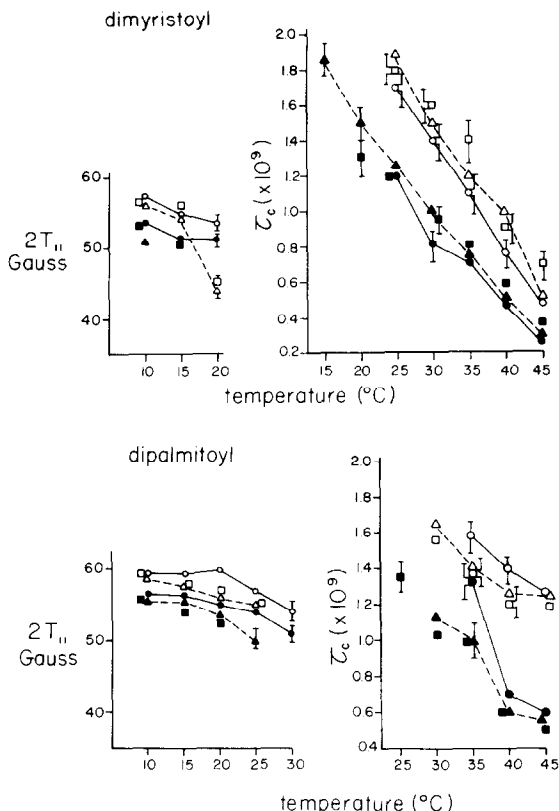 dimyristoyl
2T₁₁
Gauss
60
50
40
10 15 20
τc (x 10⁹)
2.0
1.8
1.6
1.4
1.2
1.0
0.8
0.6
0.4
0.2
15 20 25 30 35 40 45
temperature (°C)
dipalmitoyl
2T₁₁
Gauss
60
50
40
10 15 20 25 30
τc (x 10⁹)
2.0
1.8
1.6
1.4
1.2
1.0
0.8
0.6
0.4
25 30 35 40 45
temperature (°C)